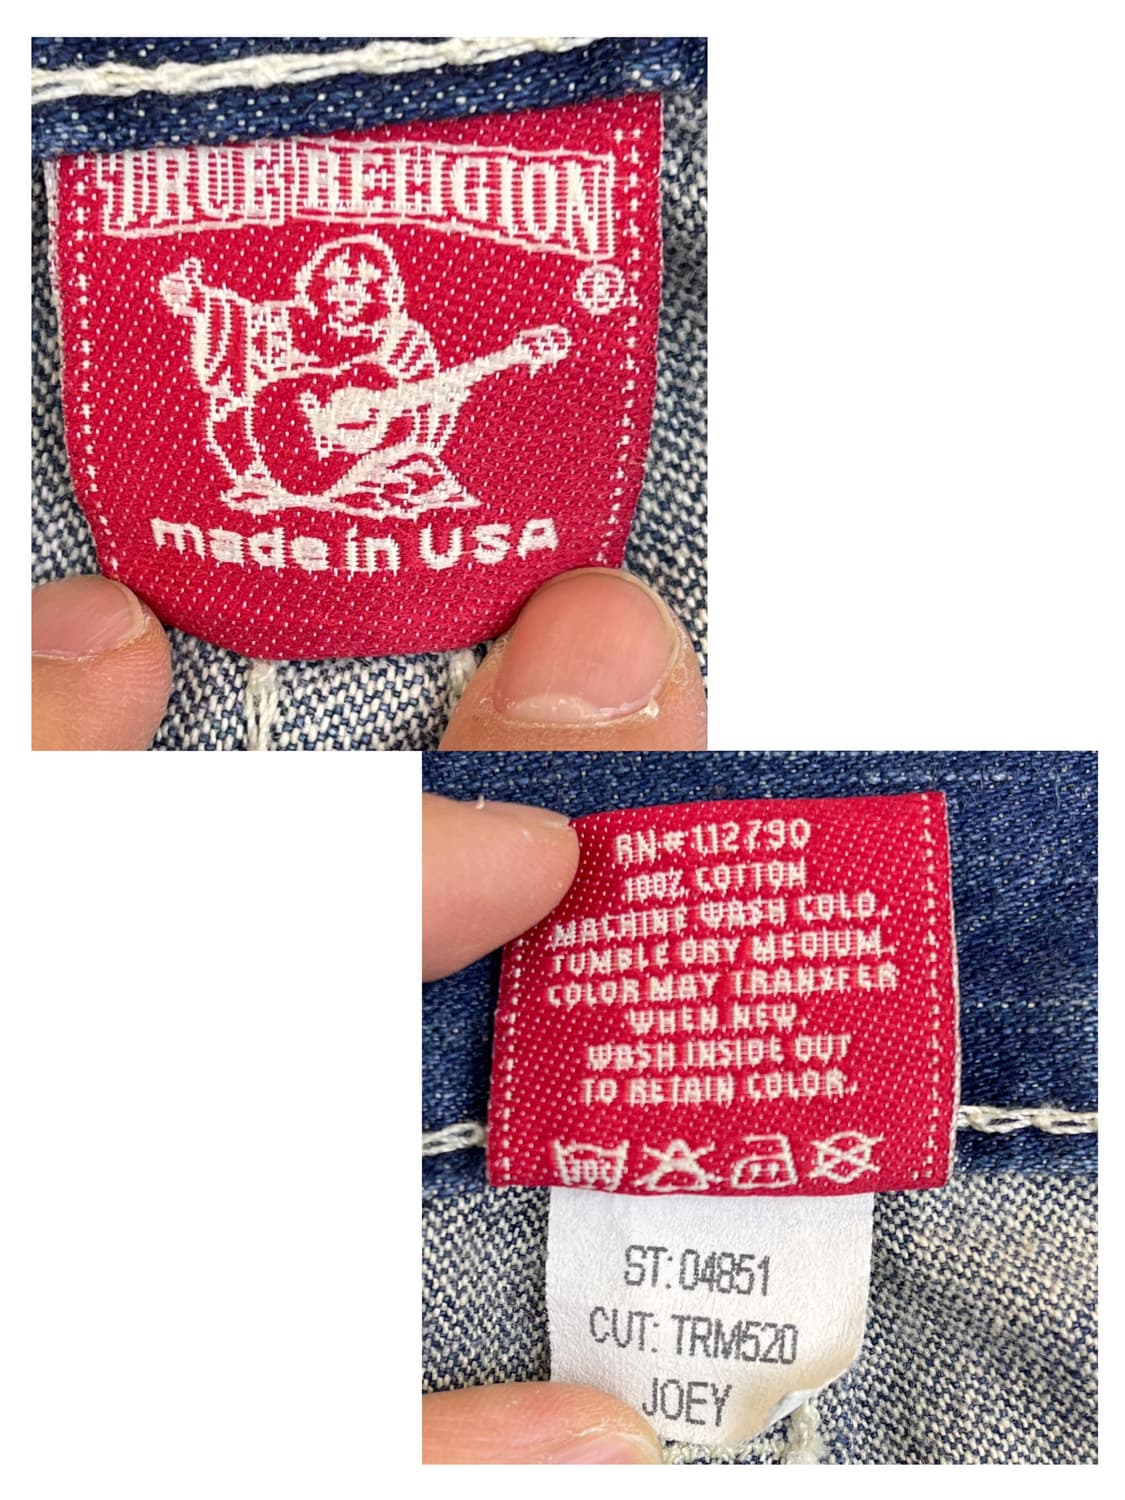 TRUE RELIGION
®
made in USA
RN#112790
100% COTTON
MACHINE WASH COLD.
TUMBLE DRY MEDIUM.
COLOR MAY TRANSFER
WHEN NEW.
WASH INSIDE OUT
TO RETAIN COLOR.
30°
ST:04851
CUT: TRM520
JOEY